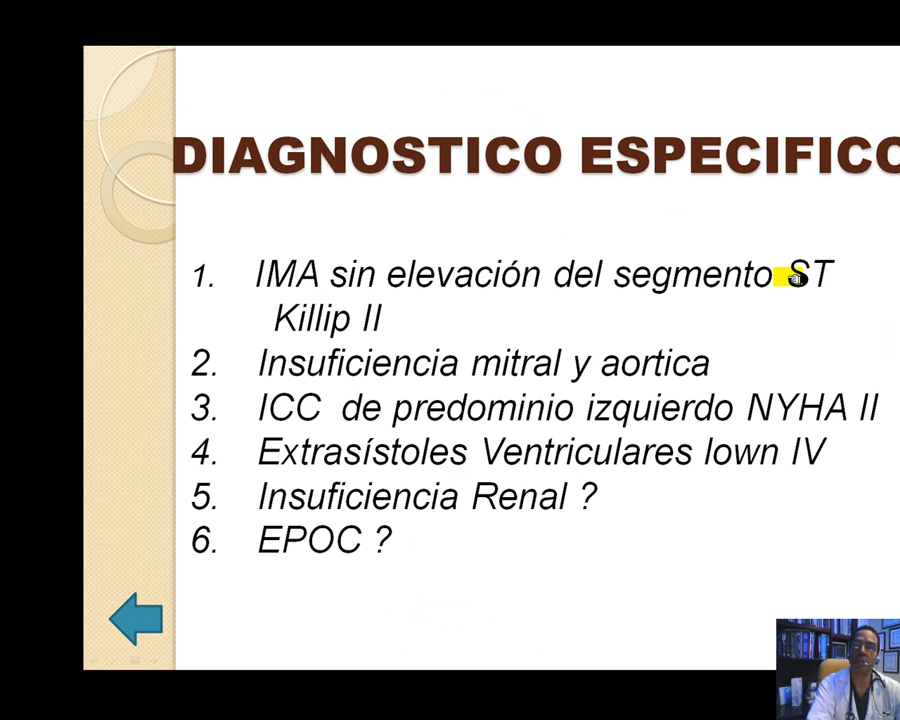 DIAGNOSTICO ESPECIFICO
1. IMA sin elevación del segmento ST
Killip II
2. Insuficiencia mitral y aortica
3. ICC de predominio izquierdo NYHA II
4. Extrasístoles Ventriculares lown IV
5. Insuficiencia Renal ?
6. EPOC ?